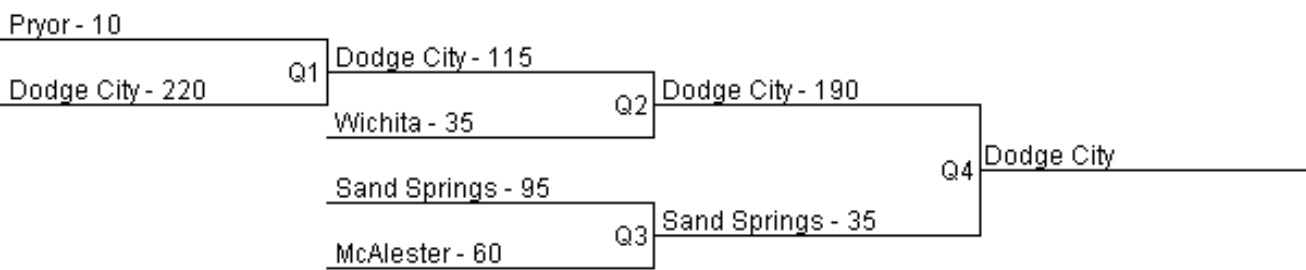 Pryor - 10
Dodge City - 220
Q1
Dodge City - 115
Wichita - 35
Q2
Dodge City - 190
Sand Springs - 95
McAlester - 60
Q3
Sand Springs - 35
Q4
Dodge City